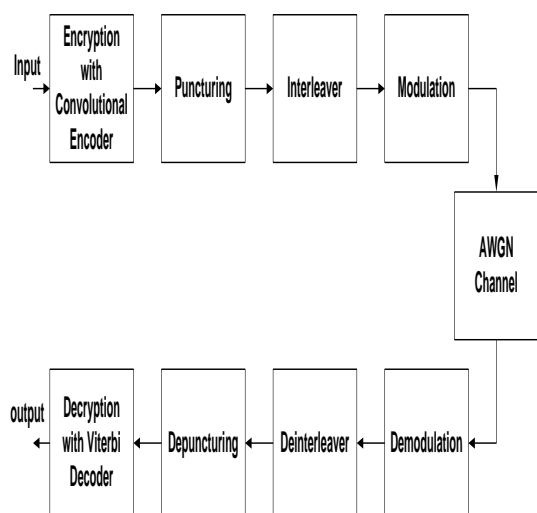 Input
Encryption
with
Convolutional
Encoder
Puncturing
Interleaver
Modulation
AWGN
Channel
output
Decryption
with Viterbi
Decoder
Depuncturing
Deinterleaver
Demodulation